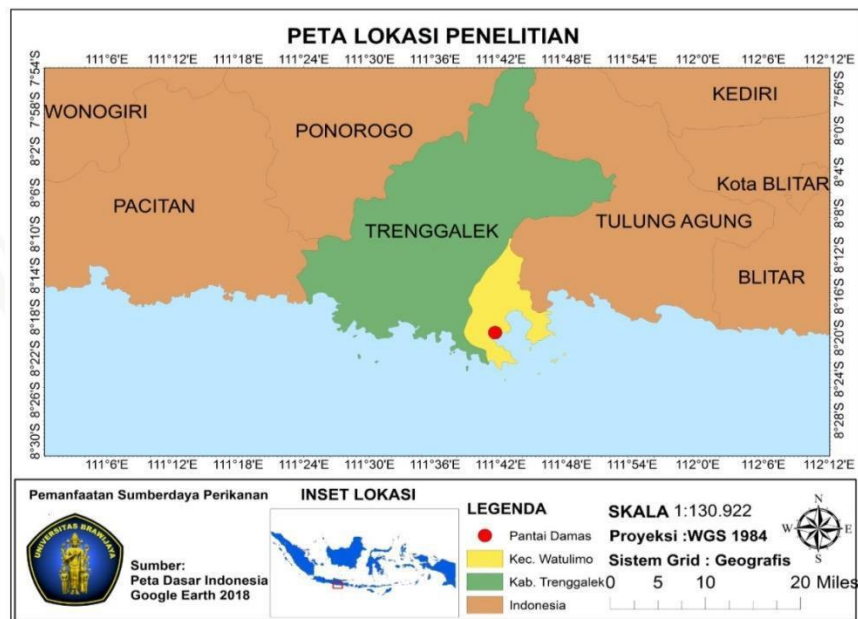 PETA LOKASI PENELITIAN
111°6'E 111°12'E 111°18'E 111°24'E 111°30'E 111°36'E 111°42'E 111°48'E 111°54'E 112°0'E 112°6'E 112°12'E
7°54'S
7°58'S
8°2'S
8°6'S
8°10'S
8°14'S
8°18'S
8°22'S
8°26'S
8°30'S
WONOGIRI
PONOROGO
KEDIRI
PACITAN
TRENGGALEK
Kota BLITAR
TULUNG AGUNG
BLITAR
7°56'S
8°0'S
8°4'S
8°8'S
8°12'S
8°16'S
8°20'S
8°24'S
8°28'S
111°6'E 111°12'E 111°18'E 111°24'E 111°30'E 111°36'E 111°42'E 111°48'E 111°54'E 112°0'E 112°6'E 112°12'E
Pemanfaatan Sumberdaya Perikanan
UNIVERSITAS BRAWIJAYA
Sumber:
Peta Dasar Indonesia
Google Earth 2018
INSET LOKASI
LEGENDA
Pantai Damas
Kec. Watulimo
Kab. Trenggalek
Indonesia
SKALA 1:130.922
Proyeksi :WGS 1984
Sistem Grid : Geografis
N
W E
S
0 5 10 20 Miles